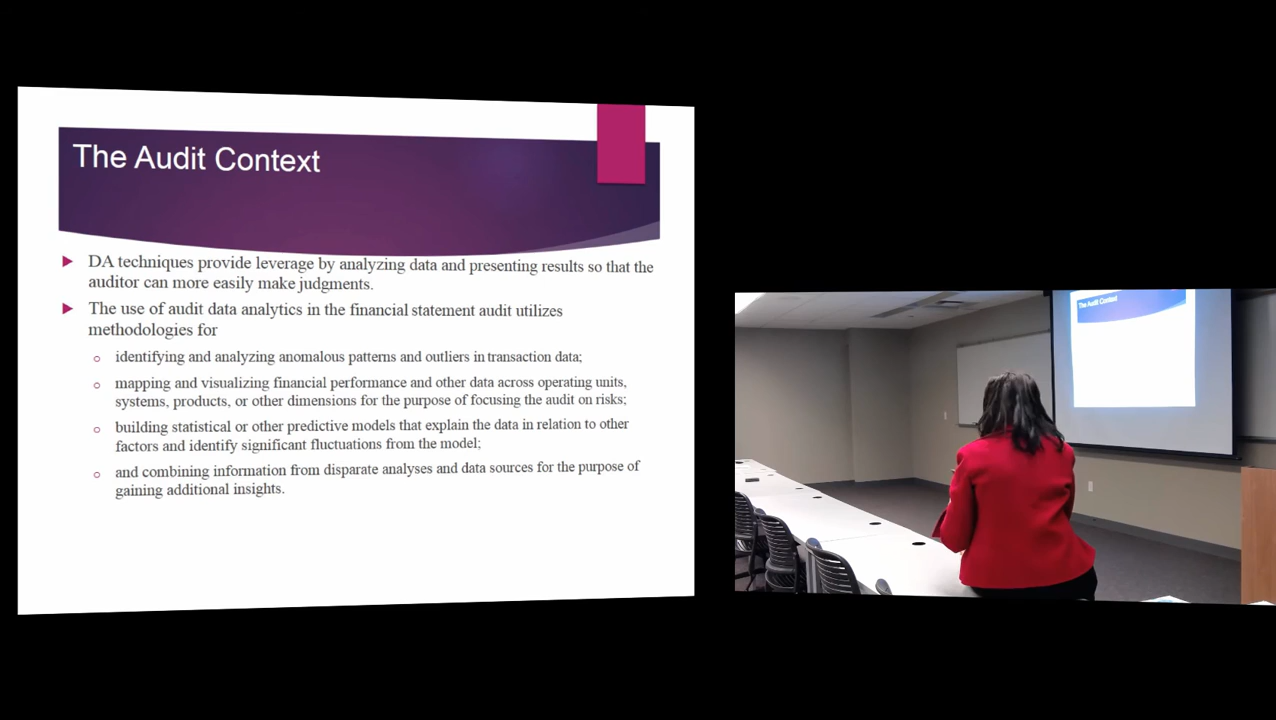 The Audit Context
DA techniques provide leverage by analyzing data and presenting results so that the
auditor can more easily make judgments.
The use of audit data analytics in the financial statement audit utilizes
methodologies for
identifying and analyzing anomalous patterns and outliers in transaction data;
mapping and visualizing financial performance and other data across operating units,
systems, products, or other dimensions for the purpose of focusing the audit on risks;
building statistical or other predictive models that explain the data in relation to other
factors and identify significant fluctuations from the model;
and combining information from disparate analyses and data sources for the purpose of
gaining additional insights.
The Audit Context